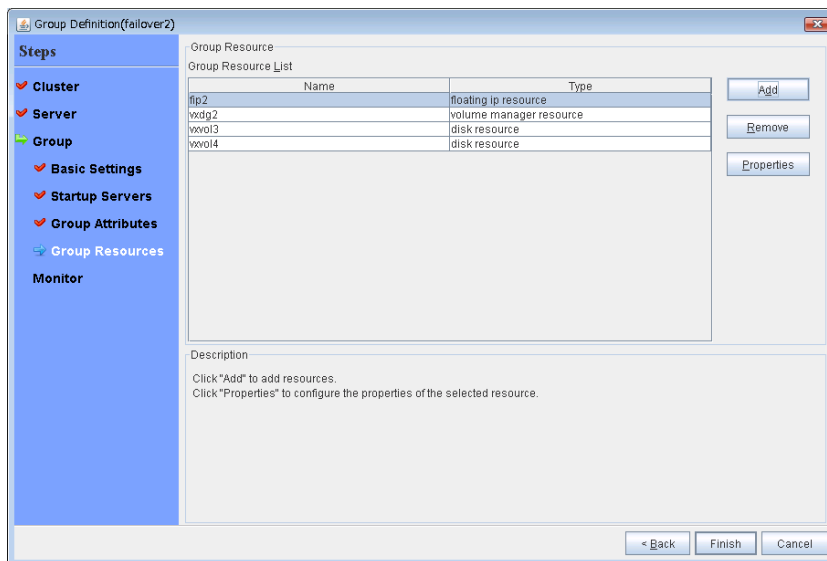 Group Definition(failover2)
Steps
Cluster
Server
Group
Basic Settings
Startup Servers
Group Attributes
Group Resources
Monitor
Group Resource
Group Resource List
Name Type
fip2 floating ip resource
vxdg2 volume manager resource
vxvol3 disk resource
vxvol4 disk resource
Add
Remove
Properties
Description
Click "Add" to add resources.
Click "Properties" to configure the properties of the selected resource.
< Back Finish Cancel